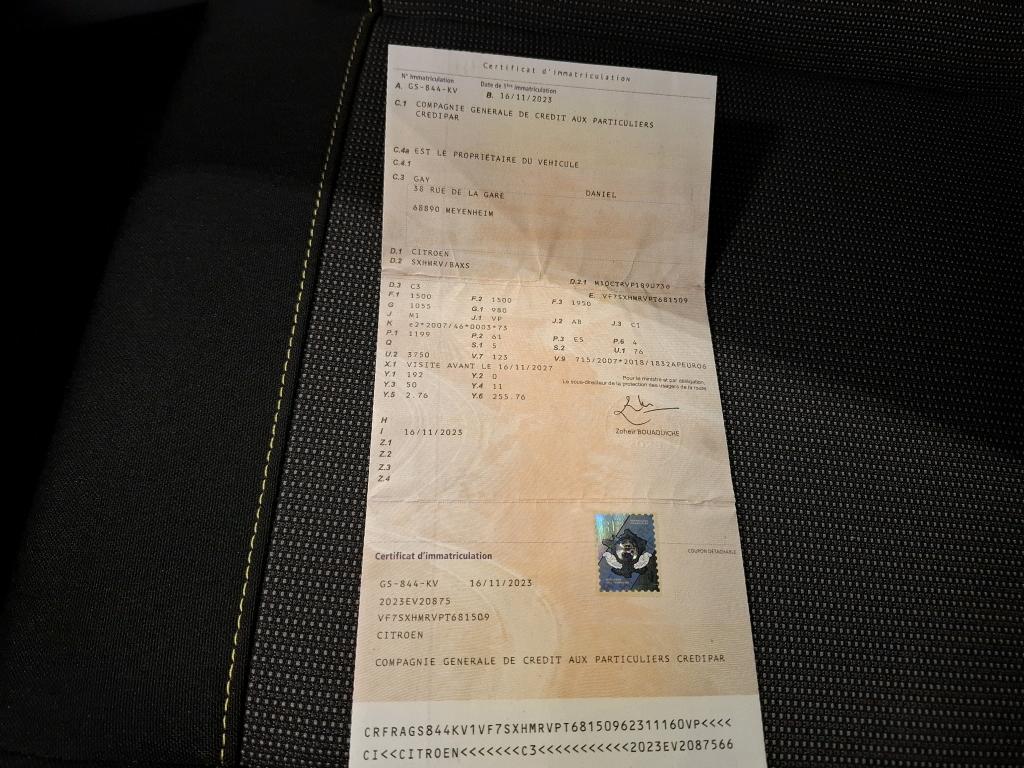 Certificat d'immatriculation
N° Immatriculation Date de 1ère immatriculation
A. GS-844-KV B. 16/11/2023
C.1 COMPAGNIE GENERALE DE CREDIT AUX PARTICULIERS
CREDIPAR
C.4a EST LE PROPRIETAIRE DU VEHICULE
C.4.1
C.3 GAY DANIEL
38 RUE DE LA GARE
68890 MEYENHEIM
D.1 CITROEN
D.2 SXHMRV/BAXS
D.2.1 M10CTRVP189U730
D.3 C3 E. VF7SXHMRVPT681509
F.1 1500 F.2 1500 F.3 1950
G 1055 G.1 980
J M1 J.1 VP J.2 AB J.3 C1
K e2*2007/46*0003*73
P.1 1199 P.2 61 P.3 ES P.6 4
Q S.1 5 S.2 U.1 76
U.2 3750 V.7 123 V.9 715/2007*2018/1832APEURO6
X.1 VISITE AVANT LE 16/11/2027
Y.1 192 Y.2 0
Y.3 50 Y.4 11
Y.5 2.76 Y.6 255.76
Pour le ministre et par délégation,
Le sous-directeur de la protection des usagers de la route
Zoheir BOUAOUICHE
H
I 16/11/2023
Z.1
Z.2
Z.3
Z.4
Certificat d'immatriculation COUPON DETACHABLE
GS-844-KV 16/11/2023
2023EV20875
VF7SXHMRVPT681509
CITROEN
COMPAGNIE GENERALE DE CREDIT AUX PARTICULIERS CREDIPAR
CRFRAGS844KV1VF7SXHMRVPT6815096231116OVP<<<<
CI<<CITROEN<<<<<<<C3<<<<<<<<<<<2023EV2087566